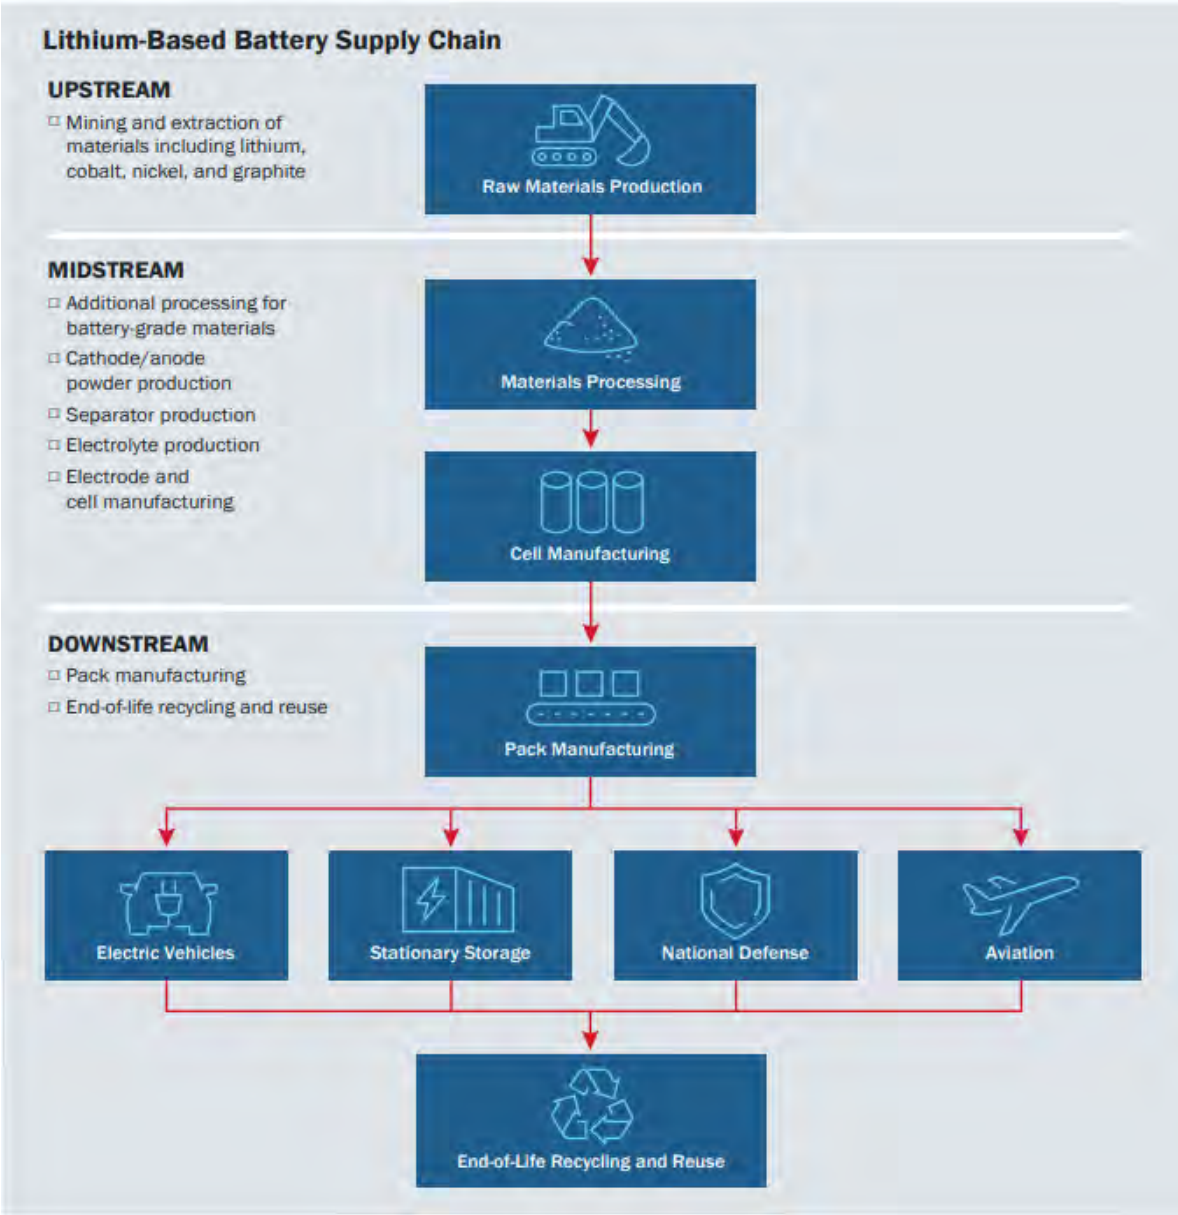 Lithium-Based Battery Supply Chain
UPSTREAM
Mining and extraction of
materials including lithium,
cobalt, nickel, and graphite
Raw Materials Production
MIDSTREAM
Additional processing for
battery-grade materials
Cathode/anode
powder production
Separator production
Electrolyte production
Electrode and
cell manufacturing
Materials Processing
Cell Manufacturing
DOWNSTREAM
Pack manufacturing
End-of-life recycling and reuse
Pack Manufacturing
Electric Vehicles
Stationary Storage
National Defense
Aviation
End-of-Life Recycling and Reuse